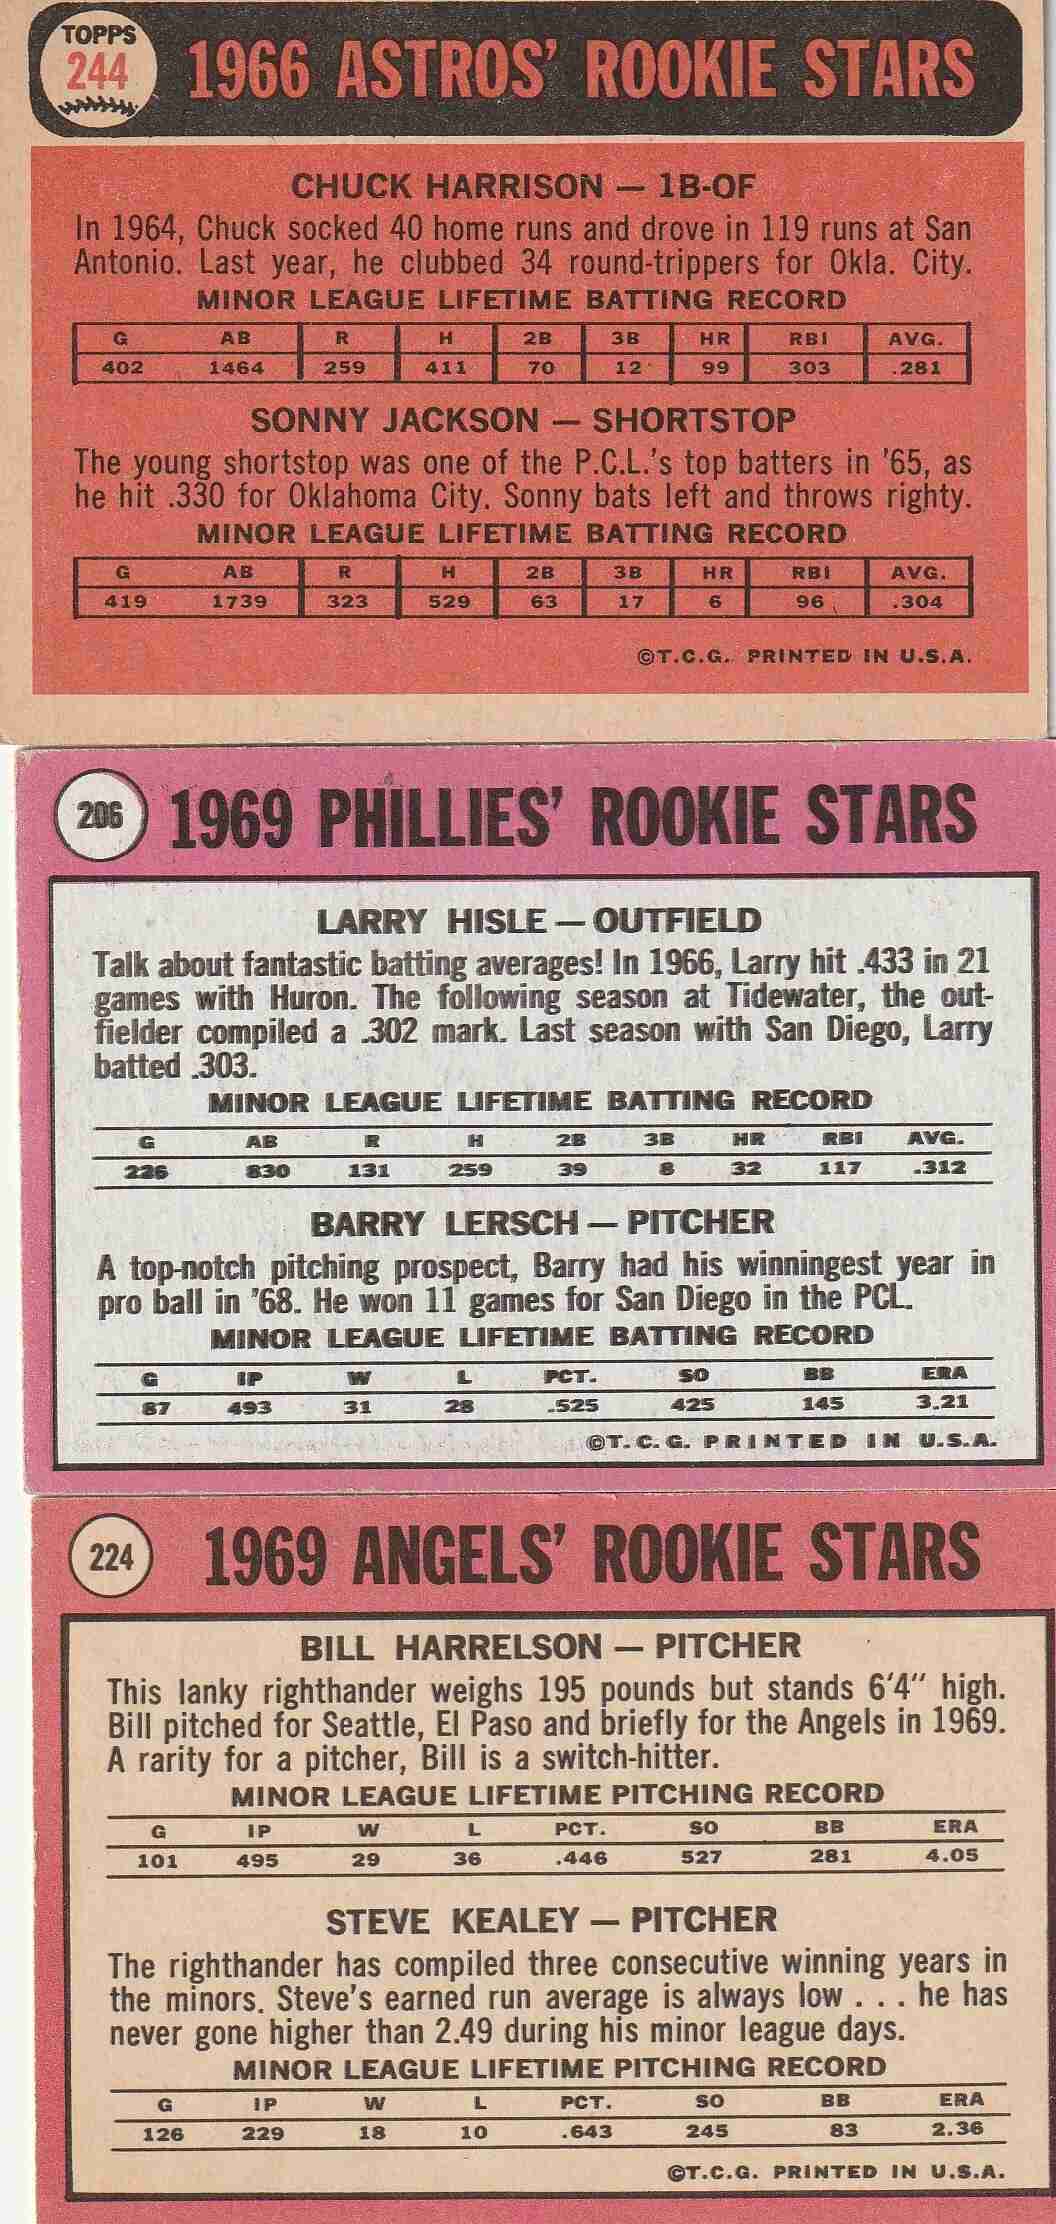 TOPPS
244
1966 ASTROS' ROOKIE STARS
CHUCK HARRISON — 1B-OF
In 1964, Chuck socked 40 home runs and drove in 119 runs at San
Antonio. Last year, he clubbed 34 round-trippers for Okla. City.
MINOR LEAGUE LIFETIME BATTING RECORD
G AB R H 2B 3B HR RBI AVG.
402 1464 259 411 70 12 99 303 .281
SONNY JACKSON — SHORTSTOP
The young shortstop was one of the P.C.L.'s top batters in '65, as
he hit .330 for Oklahoma City. Sonny bats left and throws righty.
MINOR LEAGUE LIFETIME BATTING RECORD
G AB R H 2B 3B HR RBI AVG.
419 1739 323 529 63 17 6 96 .304
©T.C.G. PRINTED IN U.S.A.
206
1969 PHILLIES' ROOKIE STARS
LARRY HISLE — OUTFIELD
Talk about fantastic batting averages! In 1966, Larry hit .433 in 21
games with Huron. The following season at Tidewater, the out-
fielder compiled a .302 mark. Last season with San Diego, Larry
batted .303.
MINOR LEAGUE LIFETIME BATTING RECORD
G AB R H 2B 3B HR RBI AVG.
226 830 131 259 39 8 32 117 .312
BARRY LERSCH — PITCHER
A top-notch pitching prospect, Barry had his winningest year in
pro ball in '68. He won 11 games for San Diego in the PCL.
MINOR LEAGUE LIFETIME BATTING RECORD
G IP W L PCT. SO BB ERA
87 493 31 28 .525 425 145 3.21
©T.C.G. PRINTED IN U.S.A.
224
1969 ANGELS' ROOKIE STARS
BILL HARRELSON — PITCHER
This lanky righthander weighs 195 pounds but stands 6'4" high.
Bill pitched for Seattle, El Paso and briefly for the Angels in 1969.
A rarity for a pitcher, Bill is a switch-hitter.
MINOR LEAGUE LIFETIME PITCHING RECORD
G IP W L PCT. SO BB ERA
101 495 29 36 .446 527 281 4.05
STEVE KEALEY — PITCHER
The righthander has compiled three consecutive winning years in
the minors. Steve's earned run average is always low . . . he has
never gone higher than 2.49 during his minor league days.
MINOR LEAGUE LIFETIME PITCHING RECORD
G IP W L PCT. SO BB ERA
126 229 18 10 .643 245 83 2.36
©T.C.G. PRINTED IN U.S.A.